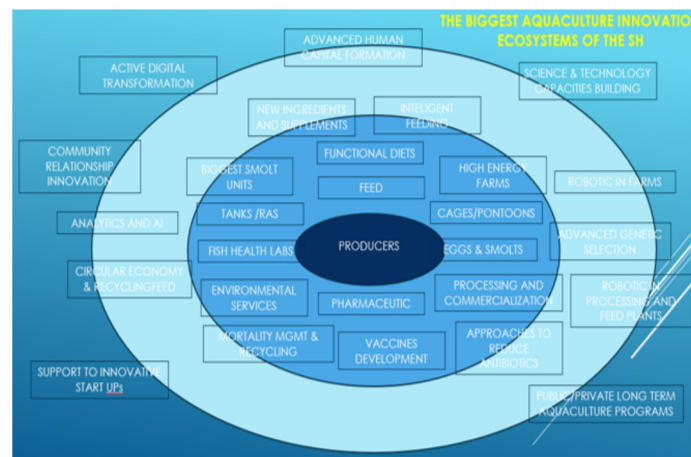 THE BIGGEST AQUACULTURE INNOVATIO
ECOSYSTEMS OF THE SH
ADVANCED HUMAN
CAPITAL FORMATION
ACTIVE DIGITAL
TRANSFORMATION
SCIENCE & TECHNOLOGY
CAPACITIES BUILDING
NEW INGREDIENTS
AND SUPPLEMENTS
INTELIGENT
FEEDING
COMMUNITY
RELATIONSHIP
INNOVATION
FUNCTIONAL DIETS
BIGGEST SMOLT
UNITS
FEED
HIGH ENERGY
FARMS
ROBOTIC IN FARMS
ANALYTICS AND AI
TANKS /RAS
CAGES/PONTOONS
ADVANCED GENETIC
SELECTION
FISH HEALTH LABS
PRODUCERS
EGGS & SMOLTS
CIRCULAR ECONOMY
& RECYCLINGFEED
ENVIRONMENTAL
SERVICES
PHARMACEUTIC
PROCESSING AND
COMMERCIALIZATION
ROBOTIC IN
PROCESSING AND
FEED PLANTS
MORTALITY MGMT &
RECYCLING
VACCINES
DEVELOPMENT
APPROACHES TO
REDUCE
ANTIBIOTICS
SUPPORT TO INNOVATIVE
START UPs
PUBLIC/PRIVATE LONG TERM
AQUACULTURE PROGRAMS